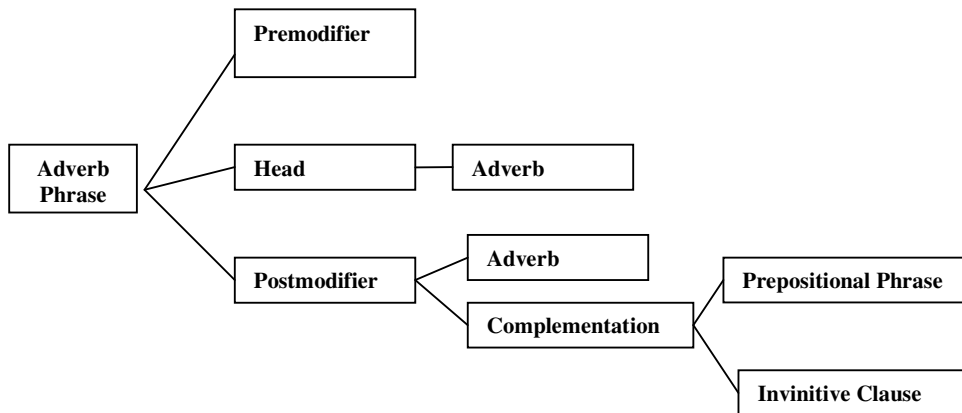 Premodifier
Adverb
Phrase
Head
Adverb
Postmodifier
Adverb
Complementation
Prepositional Phrase
Invinitive Clause